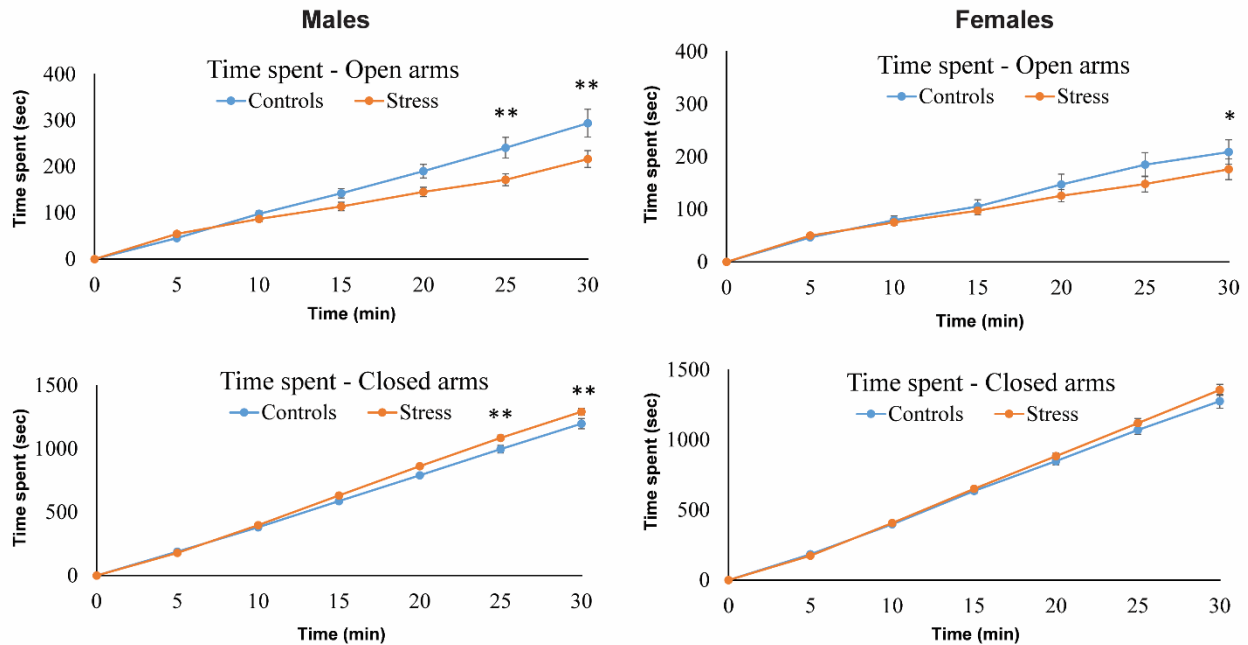 Males
Time spent - Open arms
Controls Stress
** **
400
300
200
100
0
Time spent (sec)
0 5 10 15 20 25 30
Time (min)
Females
Time spent - Open arms
Controls Stress
*
400
300
200
100
0
Time spent (sec)
0 5 10 15 20 25 30
Time (min)
Time spent - Closed arms
Controls Stress
** **
1500
1000
500
0
Time spent (sec)
0 5 10 15 20 25 30
Time (min)
Time spent - Closed arms
Controls Stress
1500
1000
500
0
Time spent (sec)
0 5 10 15 20 25 30
Time (min)